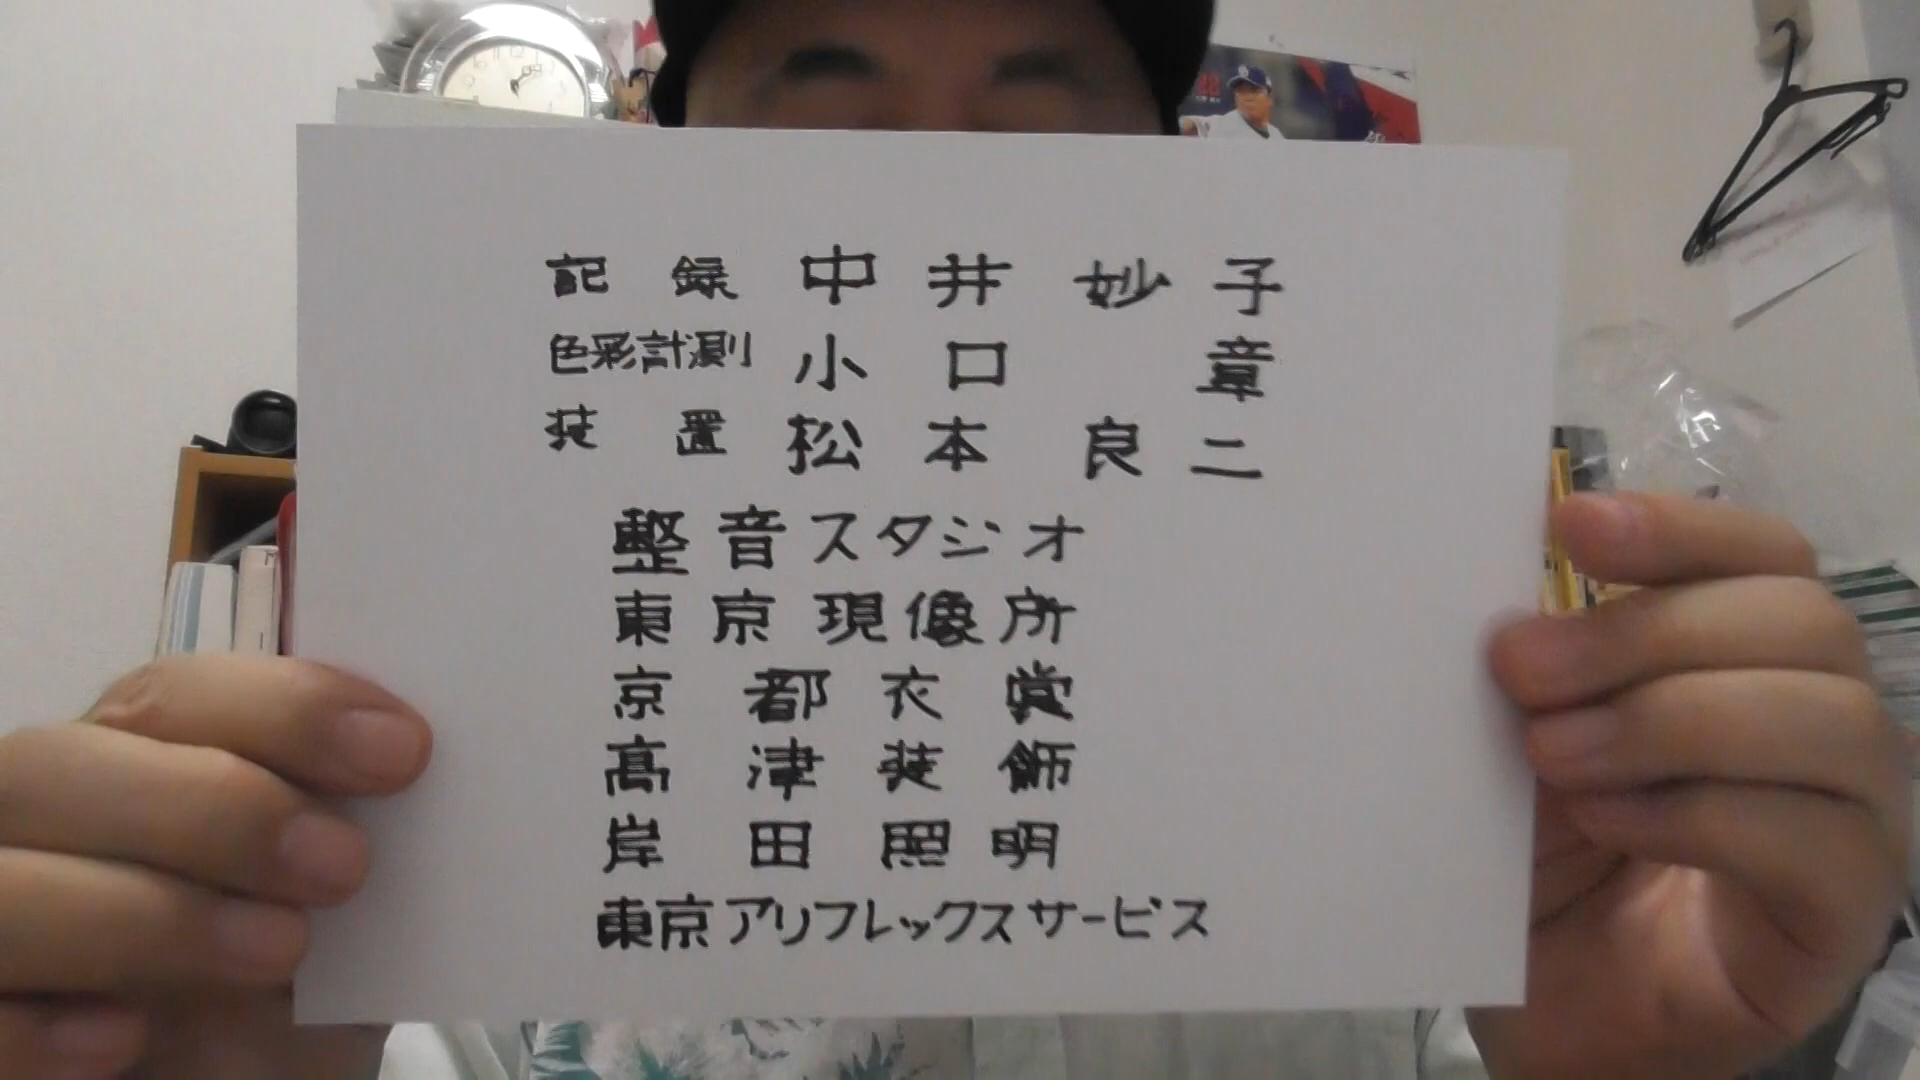 記録 中井妙子
色彩計測 小口章
装置 松本良二
整音スタジオ
東京現像所
京都衣裳
高津装飾
岸田照明
東京アリフレックスサービス